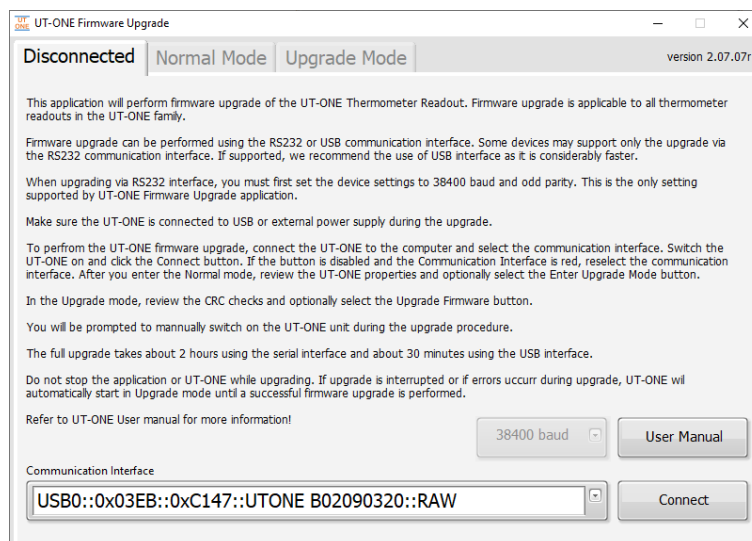 UT-ONE Firmware Upgrade
Disconnected Normal Mode Upgrade Mode version 2.07.07r
This application will perform firmware upgrade of the UT-ONE Thermometer Readout. Firmware upgrade is applicable to all thermometer
readouts in the UT-ONE family.
Firmware upgrade can be performed using the RS232 or USB communication interface. Some devices may support only the upgrade via
the RS232 communication interface. If supported, we recommend the use of USB interface as it is considerably faster.
When upgrading via RS232 interface, you must first set the device settings to 38400 baud and odd parity. This is the only setting
supported by UT-ONE Firmware Upgrade application.
Make sure the UT-ONE is connected to USB or external power supply during the upgrade.
To perfrom the UT-ONE firmware upgrade, connect the UT-ONE to the computer and select the communication interface. Switch the
UT-ONE on and click the Connect button. If the button is disabled and the Communication Interface is red, reselect the communication
interface. After you enter the Normal mode, review the UT-ONE properties and optionally select the Enter Upgrade Mode button.
In the Upgrade mode, review the CRC checks and optionally select the Upgrade Firmware button.
You will be prompted to mannually switch on the UT-ONE unit during the upgrade procedure.
The full upgrade takes about 2 hours using the serial interface and about 30 minutes using the USB interface.
Do not stop the application or UT-ONE while upgrading. If upgrade is interrupted or if errors uccurr during upgrade, UT-ONE wil
automatically start in Upgrade mode until a successful firmware upgrade is performed.
Refer to UT-ONE User manual for more information!
38400 baud User Manual
Communication Interface
USB0::0x03EB::0xC147::UTONE B02090320::RAW Connect